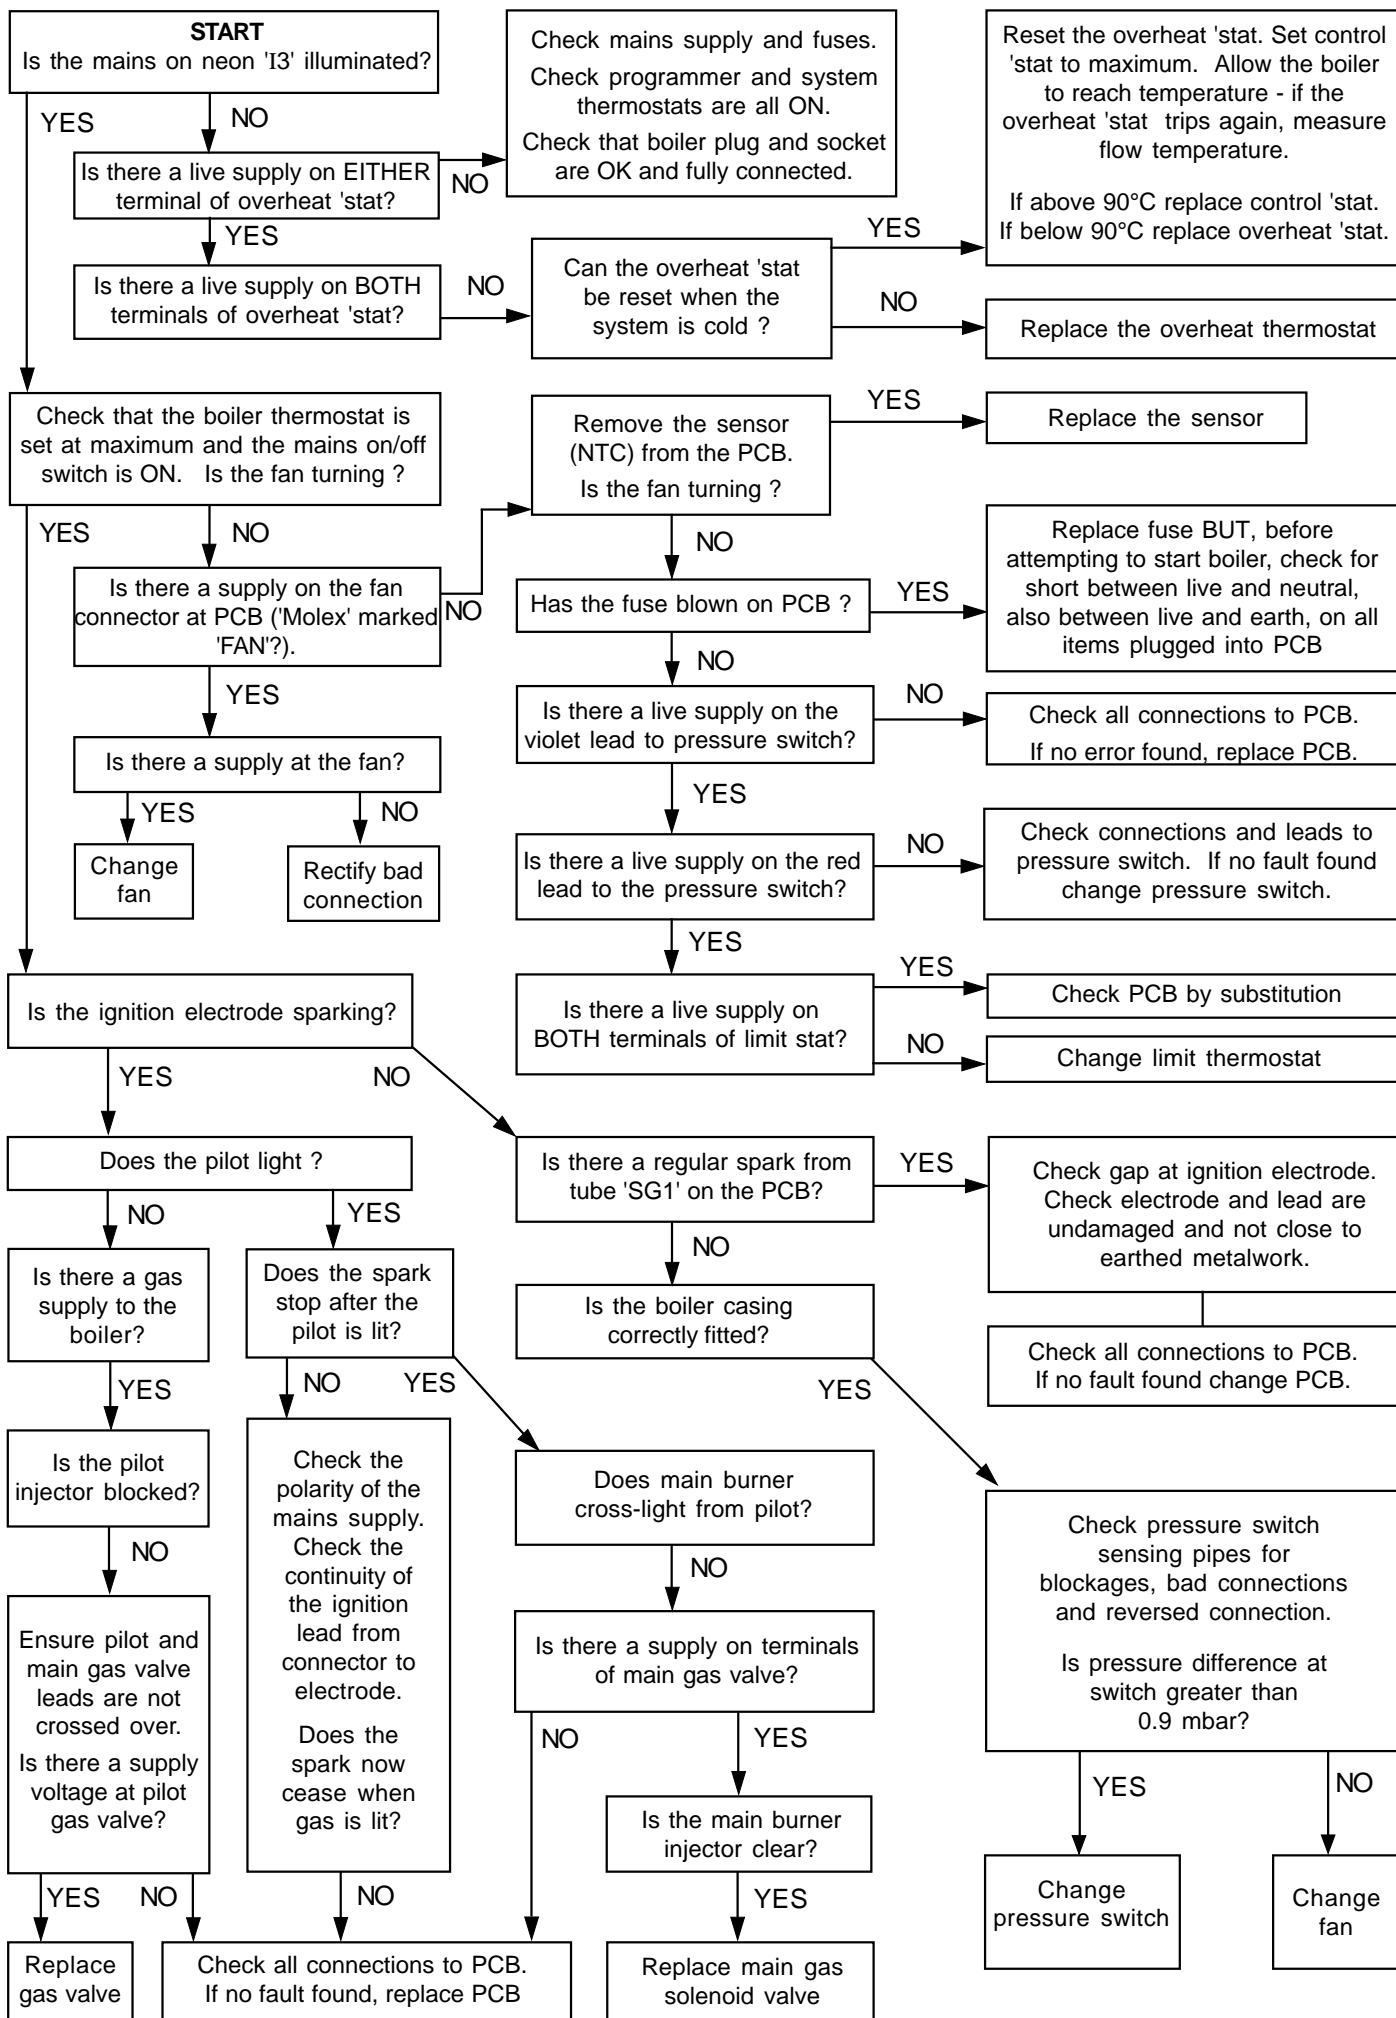 START
Is the mains on neon 'I3' illuminated?
YES
NO
Is there a live supply on EITHER
terminal of overheat 'stat?
NO
Check mains supply and fuses.
Check programmer and system
thermostats are all ON.
Check that boiler plug and socket
are OK and fully connected.
YES
Is there a live supply on BOTH
terminals of overheat 'stat?
NO
Can the overheat 'stat
be reset when the
system is cold ?
YES
Reset the overheat 'stat. Set control
'stat to maximum. Allow the boiler
to reach temperature - if the
overheat 'stat trips again, measure
flow temperature.
If above 90°C replace control 'stat.
If below 90°C replace overheat 'stat.
NO
Replace the overheat thermostat
Check that the boiler thermostat is
set at maximum and the mains on/off
switch is ON. Is the fan turning ?
YES
NO
Is there a supply on the fan
connector at PCB ('Molex' marked
'FAN'?).
NO
Remove the sensor
(NTC) from the PCB.
Is the fan turning ?
YES
Replace the sensor
NO
Has the fuse blown on PCB ?
YES
Replace fuse BUT, before
attempting to start boiler, check for
short between live and neutral,
also between live and earth, on all
items plugged into PCB
NO
YES
Is there a supply at the fan?
YES
NO
Change
fan
Rectify bad
connection
Is there a live supply on the
violet lead to pressure switch?
NO
Check all connections to PCB.
If no error found, replace PCB.
YES
Is there a live supply on the red
lead to the pressure switch?
NO
Check connections and leads to
pressure switch. If no fault found
change pressure switch.
YES
Is there a live supply on
BOTH terminals of limit stat?
YES
Check PCB by substitution
NO
Change limit thermostat
Is the ignition electrode sparking?
YES
NO
Does the pilot light ?
Is there a regular spark from
tube 'SG1' on the PCB?
YES
Check gap at ignition electrode.
Check electrode and lead are
undamaged and not close to
earthed metalwork.
Check all connections to PCB.
If no fault found change PCB.
NO
Is the boiler casing
correctly fitted?
YES
NO
YES
Is there a gas
supply to the
boiler?
Does the spark
stop after the
pilot is lit?
YES
NO
YES
Is the pilot
injector blocked?
NO
Check the
polarity of the
mains supply.
Check the
continuity of
the ignition
lead from
connector to
electrode.
Does the
spark now
cease when
gas is lit?
Does main burner
cross-light from pilot?
NO
Check pressure switch
sensing pipes for
blockages, bad connections
and reversed connection.
Is pressure difference at
switch greater than
0.9 mbar?
Ensure pilot and
main gas valve
leads are not
crossed over.
Is there a supply
voltage at pilot
gas valve?
Is there a supply on terminals
of main gas valve?
NO
YES
YES
NO
Is the main burner
injector clear?
Change
pressure switch
Change
fan
YES
NO
NO
YES
Replace
gas valve
Check all connections to PCB.
If no fault found, replace PCB
Replace main gas
solenoid valve